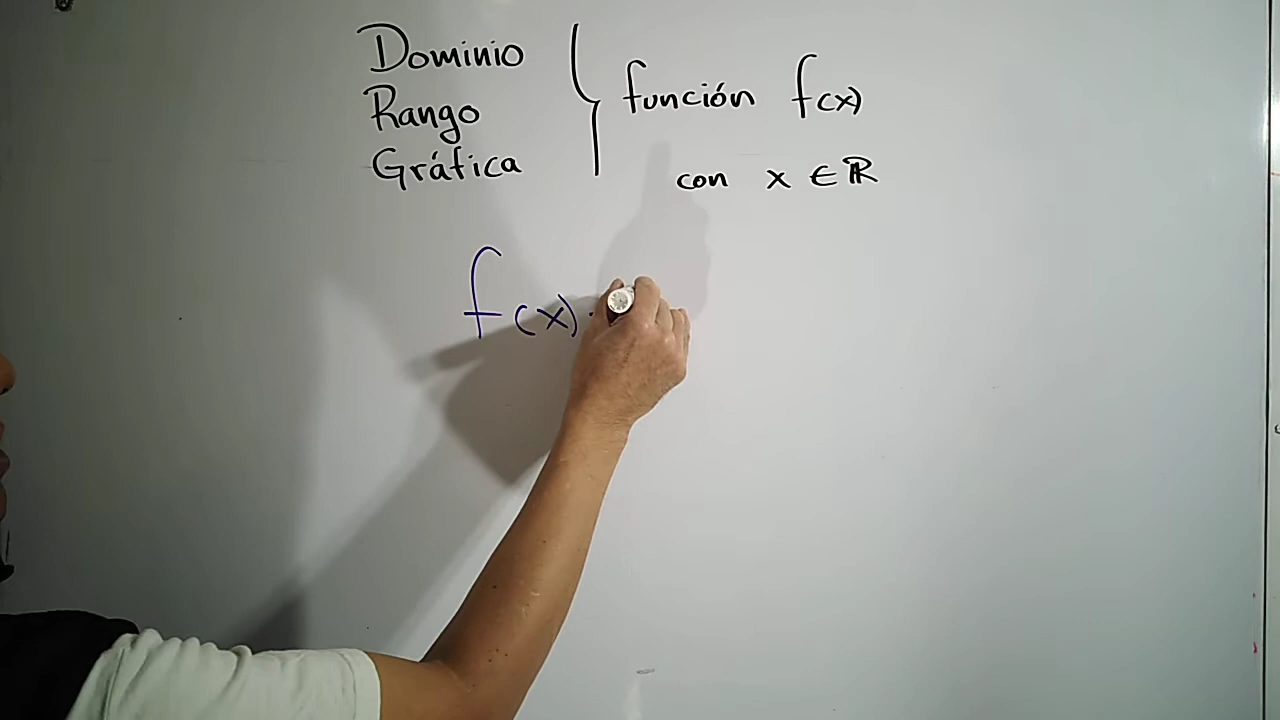 Dominio
Rango
Gráfica
función f(x)
con x ∈ ℝ
f(x)